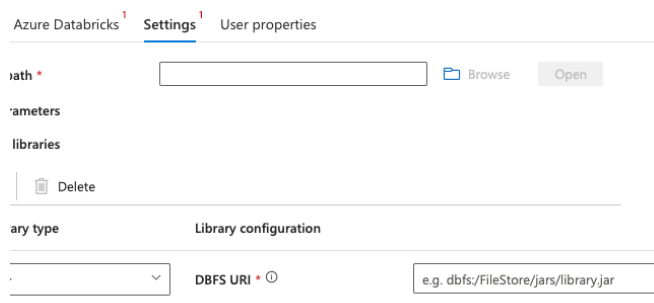 Azure Databricks 1 Settings 1 User properties
path * Browse Open
rameters
libraries
Delete
ary type Library configuration
DBFS URI * e.g. dbfs:/FileStore/jars/library.jar